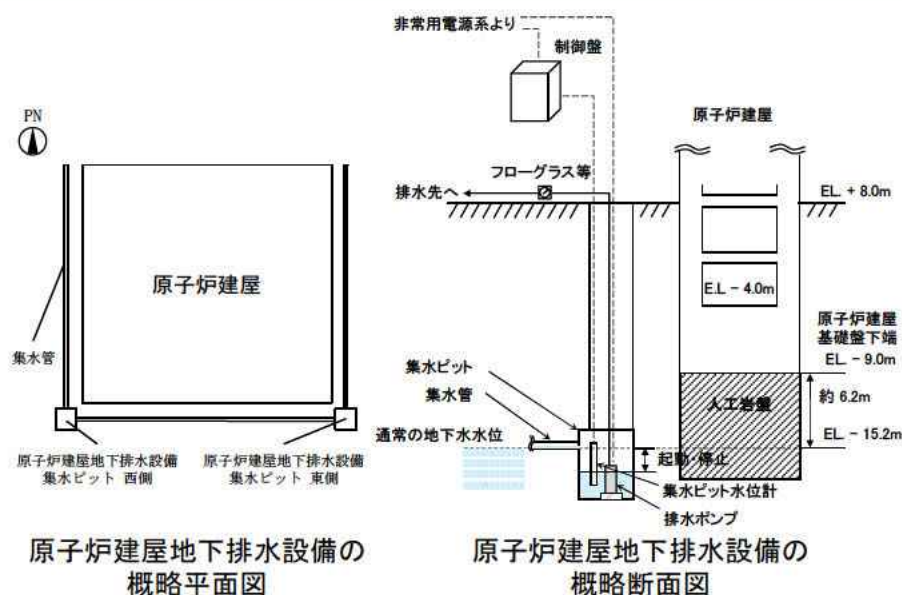 PN
原子炉建屋
集水管
原子炉建屋地下排水設備
集水ピット 西側
原子炉建屋地下排水設備
集水ピット 東側
原子炉建屋地下排水設備の
概略平面図
非常用電源系より
制御盤
原子炉建屋
フローグラス等
排水先へ
EL. + 8.0m
E.L − 4.0m
原子炉建屋
基礎盤下端
EL. − 9.0m
集水ピット
集水管
人工岩盤
約 6.2m
通常の地下水水位
EL. − 15.2m
起動・停止
集水ピット水位計
排水ポンプ
原子炉建屋地下排水設備の
概略断面図